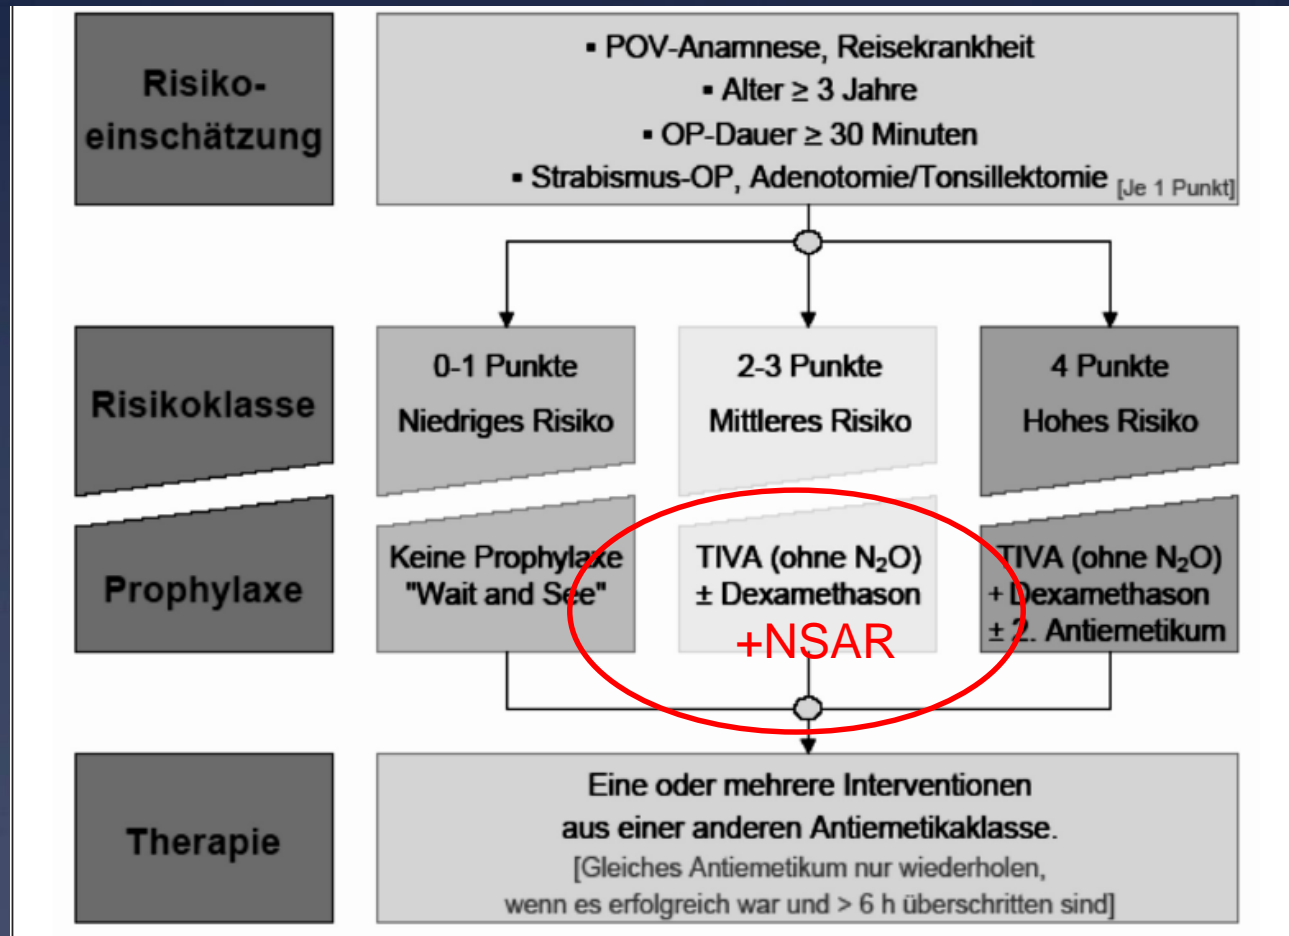 Risiko-
einschätzung
▪ POV-Anamnese, Reisekrankheit
▪ Alter ≥ 3 Jahre
▪ OP-Dauer ≥ 30 Minuten
▪ Strabismus-OP, Adenotomie/Tonsillektomie [Je 1 Punkt]
Risikoklasse
0-1 Punkte
Niedriges Risiko
2-3 Punkte
Mittleres Risiko
4 Punkte
Hohes Risiko
Prophylaxe
Keine Prophylaxe
"Wait and See"
TIVA (ohne N₂O)
± Dexamethason
+NSAR
TIVA (ohne N₂O)
+ Dexamethason
± 2. Antiemetikum
Therapie
Eine oder mehrere Interventionen
aus einer anderen Antiemetikaklasse.
[Gleiches Antiemetikum nur wiederholen,
wenn es erfolgreich war und > 6 h überschritten sind]